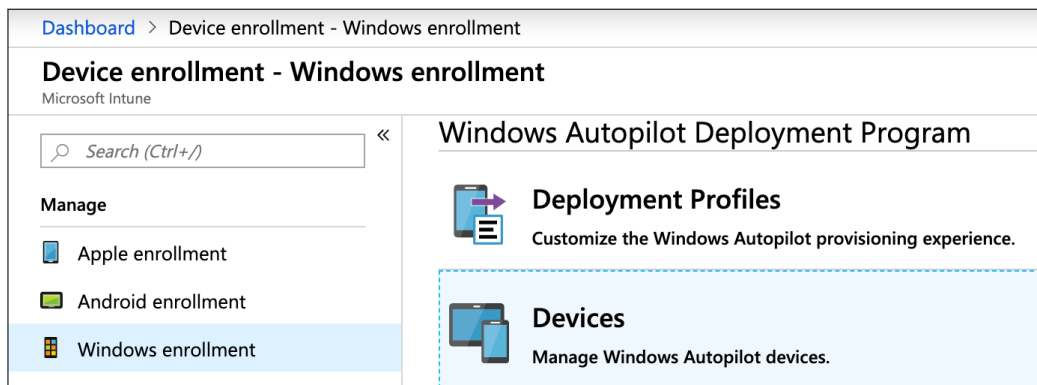 Dashboard > Device enrollment - Windows enrollment
Device enrollment - Windows enrollment
Microsoft Intune
Search (Ctrl+/)
«
Manage
Apple enrollment
Android enrollment
Windows enrollment
Windows Autopilot Deployment Program
Deployment Profiles
Customize the Windows Autopilot provisioning experience.
Devices
Manage Windows Autopilot devices.